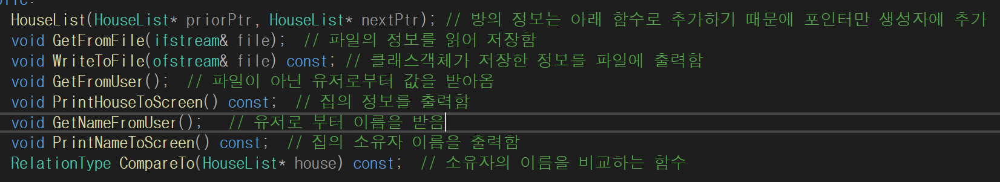 HouseList(HouseList* priorPtr, HouseList* nextPtr); // 방의 정보는 아래 함수로 추가하기 때문에 포인터만 생성자에 추가
void GetFromFile(ifstream& file);  // 파일의 정보를 읽어 저장함
void WriteToFile(ofstream& file) const; // 클래스객체가 저장한 정보를 파일에 출력함
void GetFromUser();  // 파일이 아닌 유저로부터 값을 받아옴
void PrintHouseToScreen() const;  // 집의 정보를 출력함
void GetNameFromUser();   // 유저로 부터 이름을 받음
void PrintNameToScreen() const;  // 집의 소유자 이름을 출력함
RelationType CompareTo(HouseList* house) const;  // 소유자의 이름을 비교하는 함수